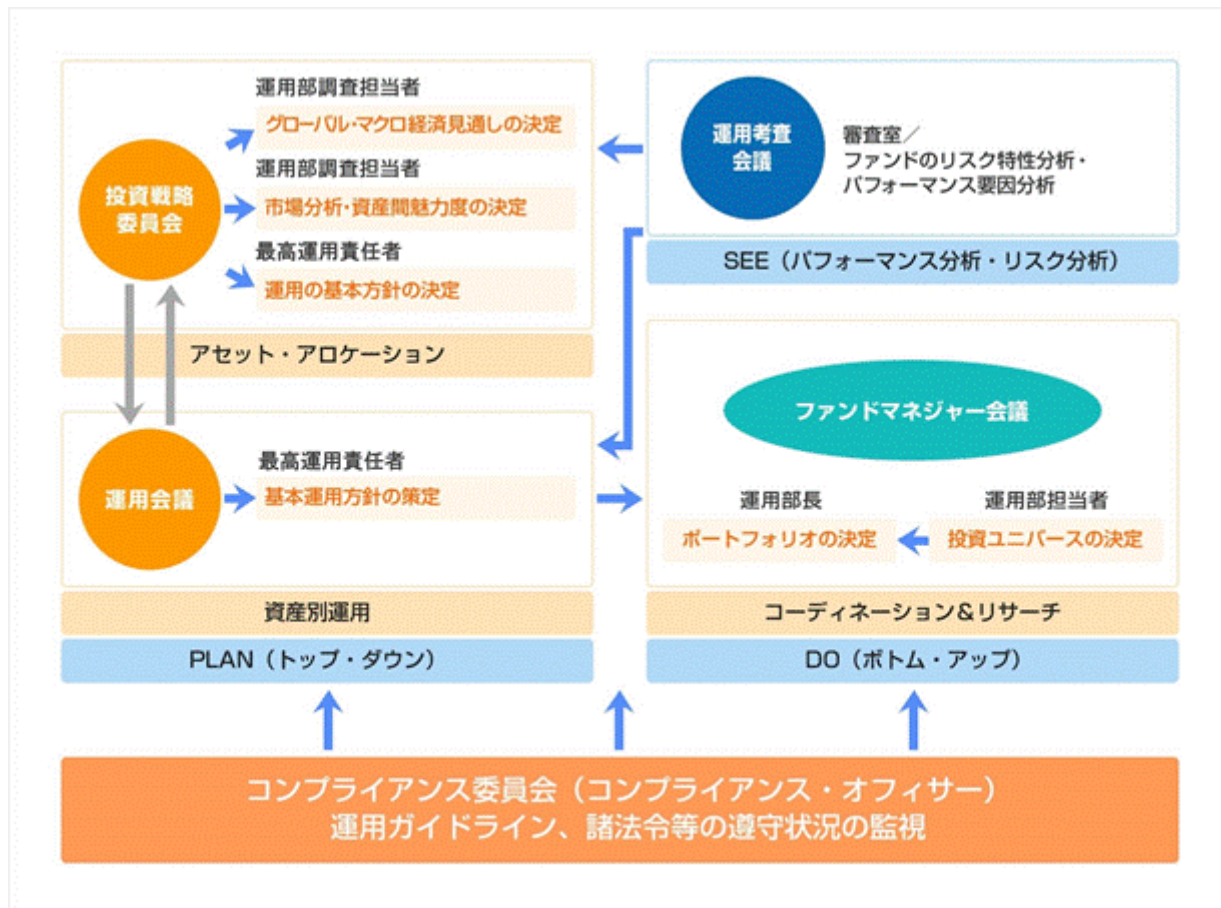 運用部調査担当者
グローバル・マクロ経済見通しの決定
投資戦略
委員会
運用部調査担当者
市場分析・資産間魅力度の決定
最高運用責任者
運用の基本方針の決定
アセット・アロケーション
運用考査
会議
審査室／
ファンドのリスク特性分析・
パフォーマンス要因分析
SEE（パフォーマンス分析・リスク分析）
運用会議
最高運用責任者
基本運用方針の策定
資産別運用
PLAN（トップ・ダウン）
ファンドマネジャー会議
運用部長
ポートフォリオの決定
運用部担当者
投資ユニバースの決定
コーディネーション＆リサーチ
DO（ボトム・アップ）
コンプライアンス委員会（コンプライアンス・オフィサー）
運用ガイドライン、諸法令等の遵守状況の監視